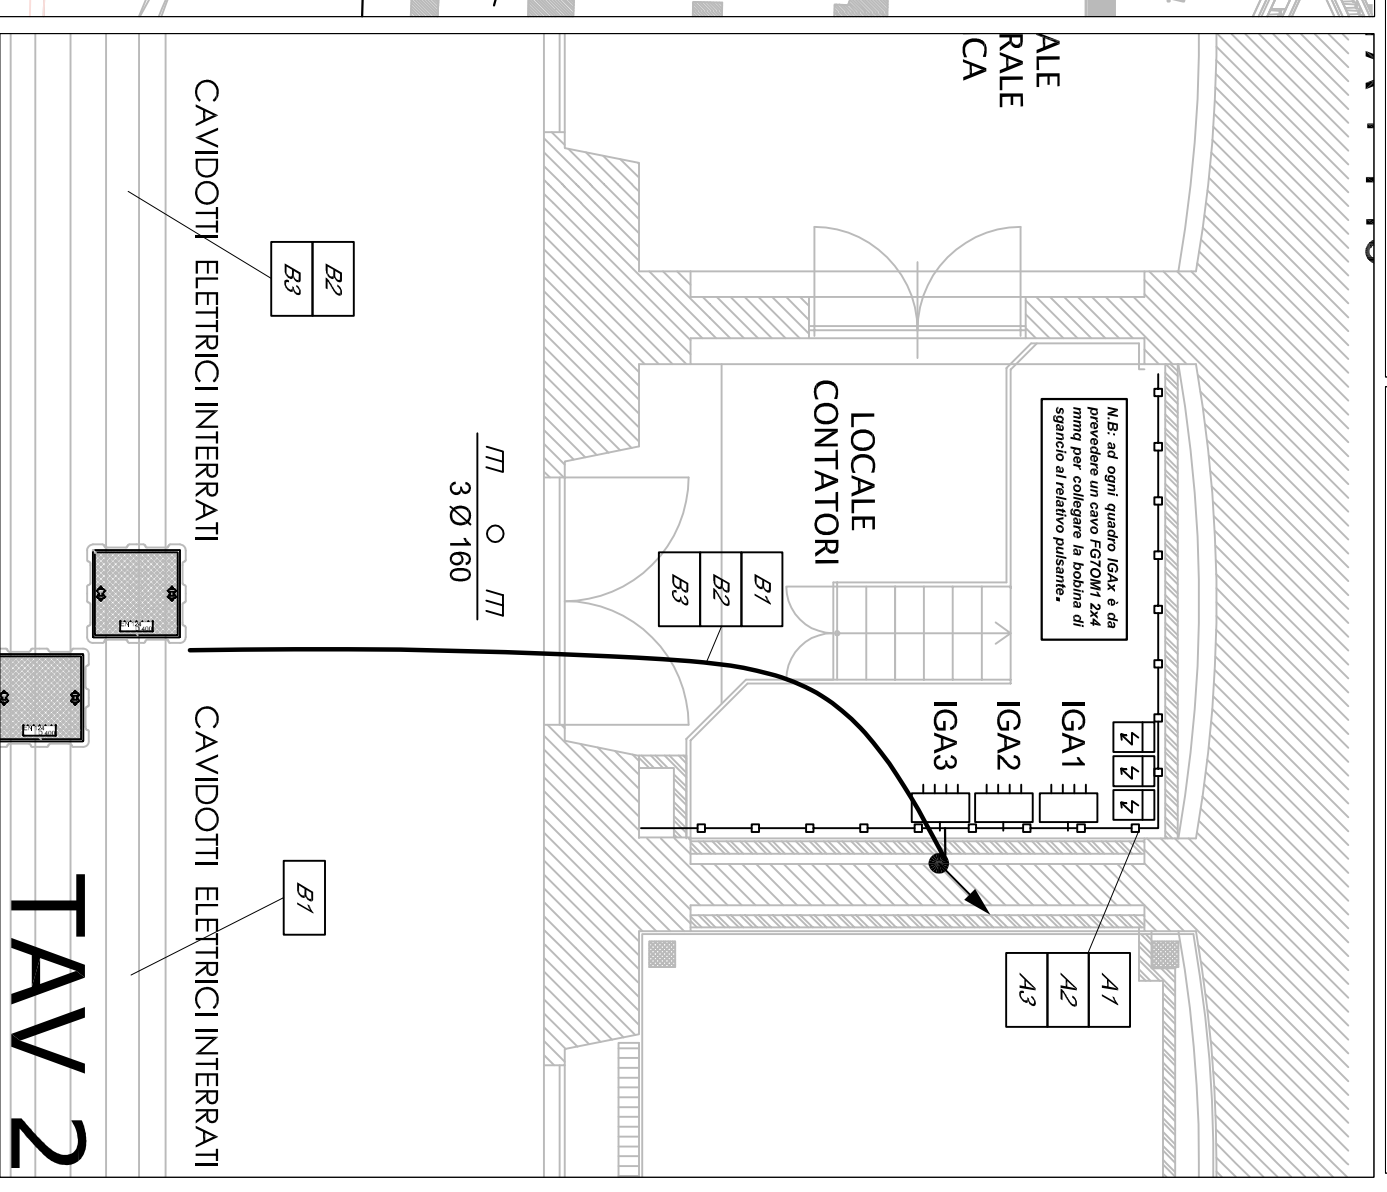 ALE
RALE
CA
CAVIDOTTI ELETTRICI INTERRATI
B2
B3
N.B: ad ogni quadro IGAx è da
prevedere un cavo FG7OM1 2x4
mmq per collegare la bobina di
sgancio al relativo pulsante.
LOCALE
CONTATORI
3 Ø 160
B1
B2
B3
IGA1
IGA2
IGA3
CAVIDOTTI ELETTRICI INTERRATI
B1
A1
A2
A3
TAV 2